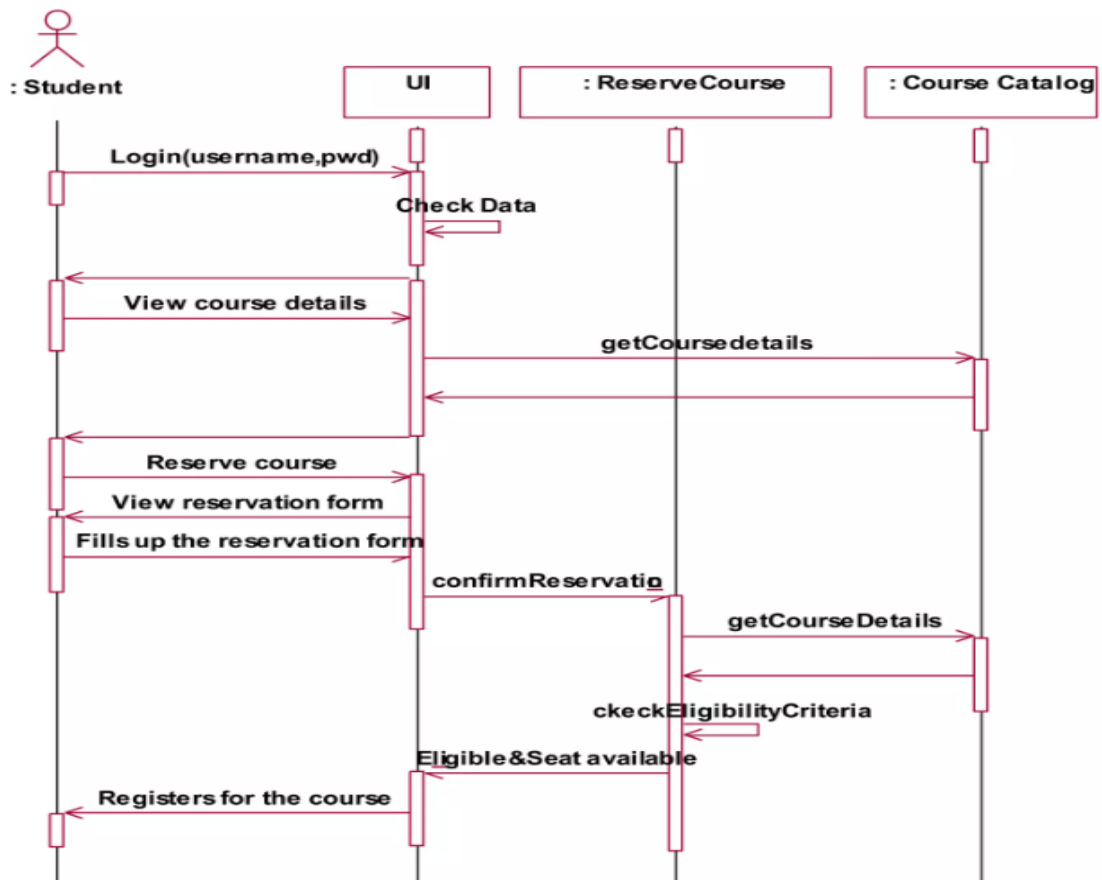 : Student
UI
: ReserveCourse
: Course Catalog
Login(username,pwd)
Check Data
View course details
getCoursedetails
Reserve course
View reservation form
Fills up the reservation form
confirmReservatio
getCourseDetails
ckeckEligibilityCriteria
Eligible&Seat available
Registers for the course